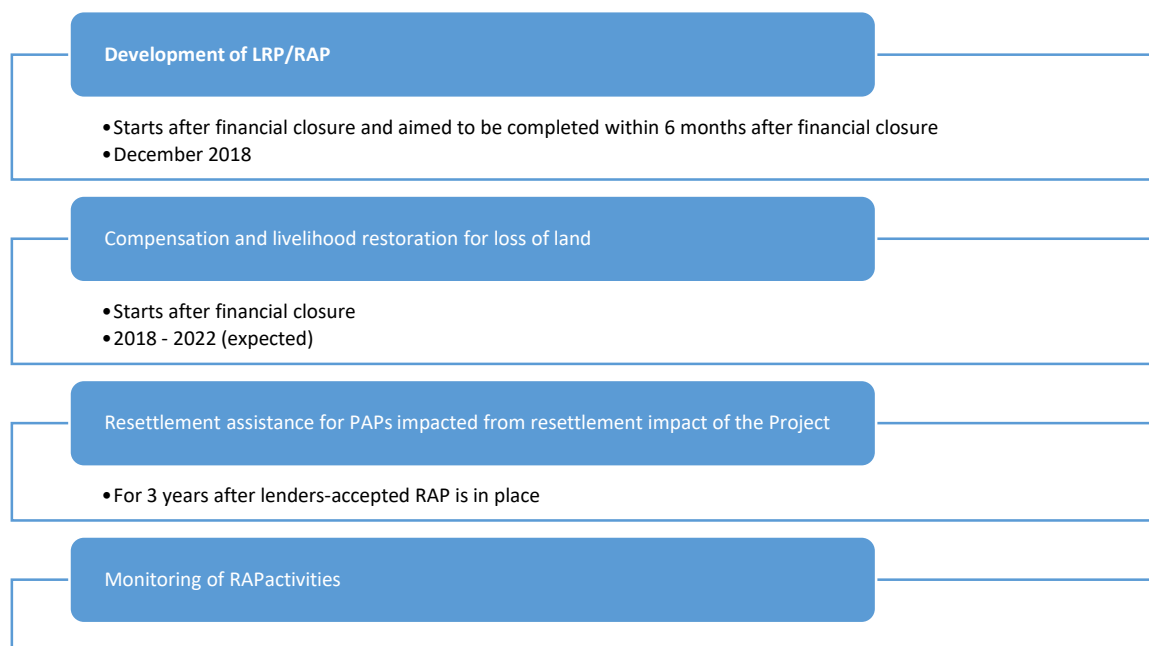 Development of LRP/RAP
•Starts after financial closure and aimed to be completed within 6 months after financial closure
•December 2018
Compensation and livelihood restoration for loss of land
•Starts after financial closure
•2018 - 2022 (expected)
Resettlement assistance for PAPs impacted from resettlement impact of the Project
•For 3 years after lenders-accepted RAP is in place
Monitoring of RAPactivities